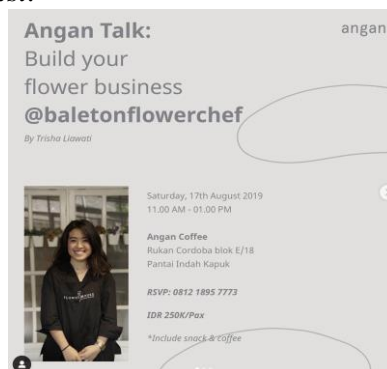 Angan Talk:
angan
Build your
flower business
@baletonflowerchef
By Trisha Liawati
Saturday, 17th August 2019
11.00 AM - 01.00 PM
Angan Coffee
Rukan Cordoba blok E/18
Pantai Indah Kapuk
RSVP: 0812 1895 7773
IDR 250K/Pax
*Include snack & coffee